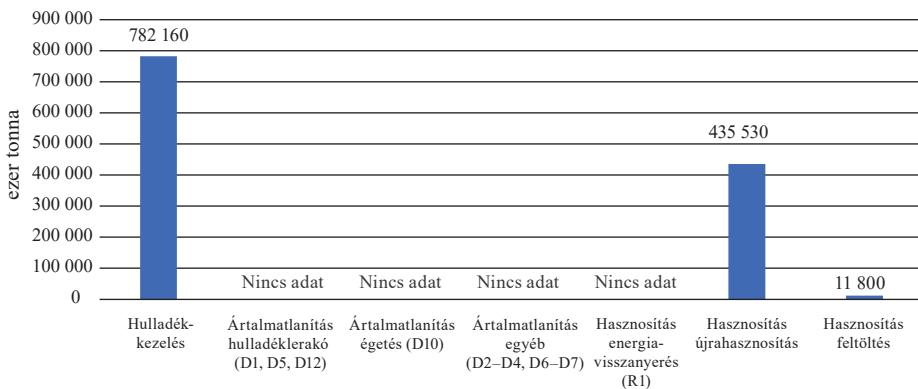 900 000
800 000
700 000
600 000
500 000
400 000
300 000
200 000
100 000
0
ezer tonna
782 160
Nincs adat
Nincs adat
Nincs adat
Nincs adat
435 530
11 800
Hulladék-
kezelés
Ártalmatlanítás
hulladéklerakó
(D1, D5, D12)
Ártalmatlanítás
égetés (D10)
Ártalmatlanítás
egyéb
(D2–D4, D6–D7)
Hasznosítás
energia-
visszanyerés
(R1)
Hasznosítás
újrahasznosítás
Hasznosítás
feltöltés